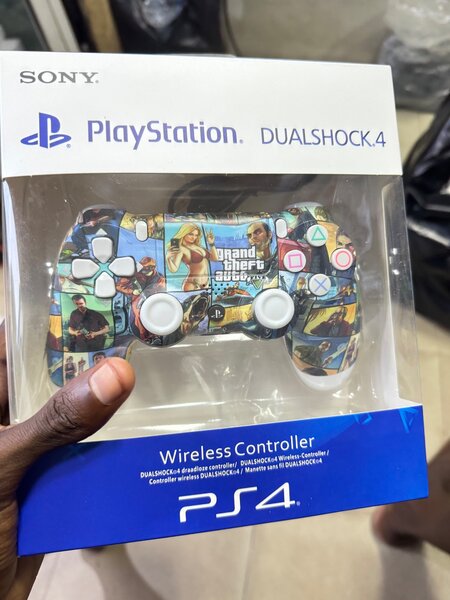 SONY
PlayStation® DUALSHOCK®4
grand
theft
auto
Wireless Controller
DUALSHOCK®4 draadloze controller/ DUALSHOCK®4 Wireless-Controller /
Controller wireless DUALSHOCK®4 / Manette sans fil DUALSHOCK®4
PS4®